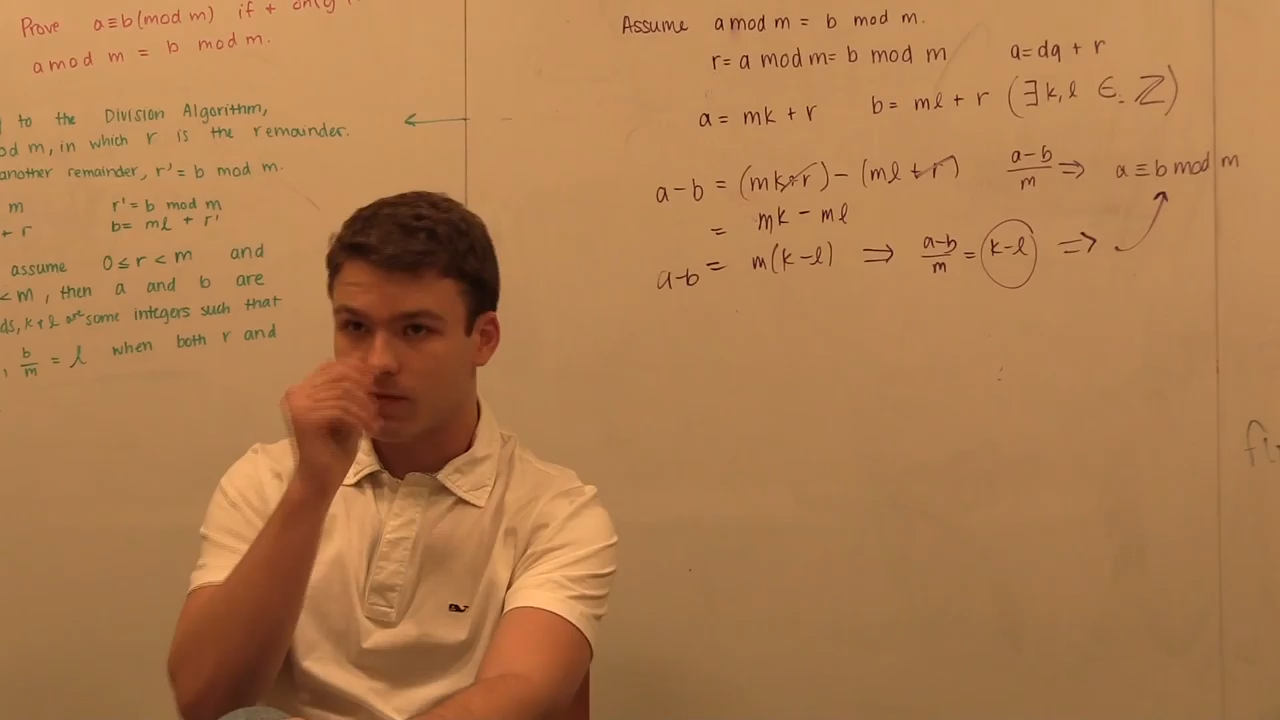 Prove a≡b(mod m) if + only
a mod m = b mod m.
to the Division Algorithm,
od m, in which r is the remainder.
another remainder, r'= b mod m.
m r'= b mod m
+ r b= ml + r'
assume 0≤r<m and
<m, then a and b are
ds, k+l are some integers such that
, b/m = l when both r and
Assume a mod m = b mod m.
r= a mod m= b mod m a=dq + r
a= mk + r b= ml + r (∃k,l ∈ ℤ)
a-b = (mk+r) - (ml + r) a-b/m ⇒ a≡b mod m
= mk - ml
a-b = m(k-l) ⇒ a-b/m = k-l ⇒